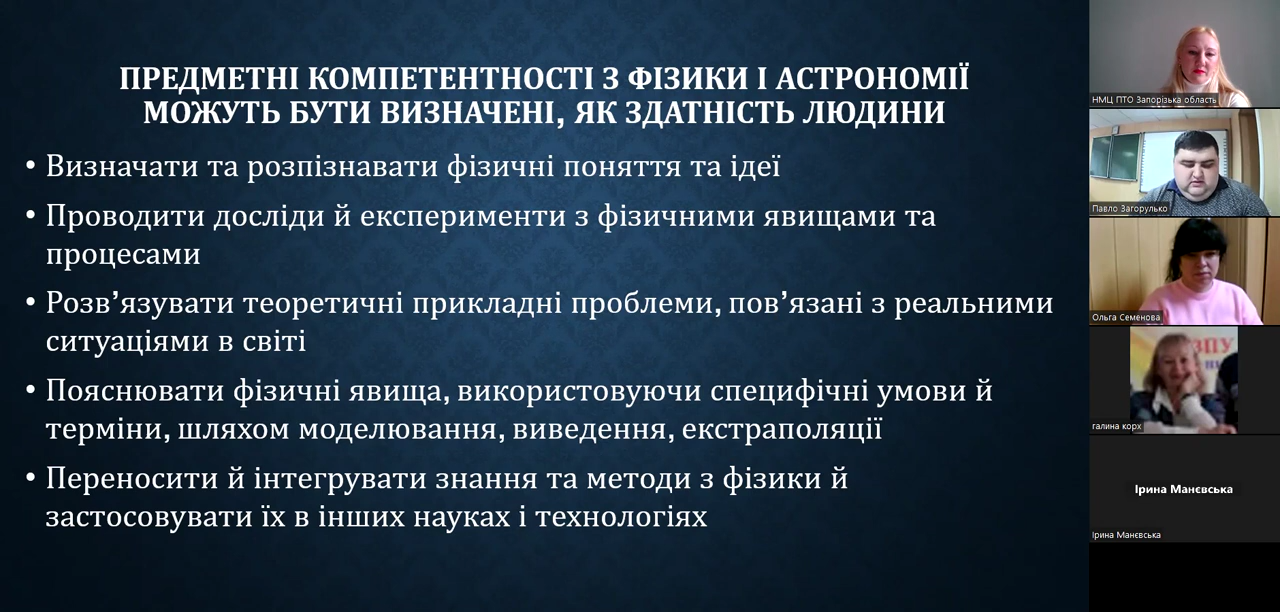 ПРЕДМЕТНІ КОМПЕТЕНТНОСТІ З ФІЗИКИ І АСТРОНОМІЇ
МОЖУТЬ БУТИ ВИЗНАЧЕНІ, ЯК ЗДАТНІСТЬ ЛЮДИНИ
• Визначати та розпізнавати фізичні поняття та ідеї
• Проводити досліди й експерименти з фізичними явищами та
процесами
• Розв’язувати теоретичні прикладні проблеми, пов’язані з реальними
ситуаціями в світі
• Пояснювати фізичні явища, використовуючи специфічні умови й
терміни, шляхом моделювання, виведення, екстраполяції
• Переносити й інтегрувати знання та методи з фізики й
застосовувати їх в інших науках і технологіях
НМЦ ПТО Запорізька область
Павло Загорулько
Ольга Семенова
ЗПУ
галина корх
Ірина Манєвська
Ірина Манєвська